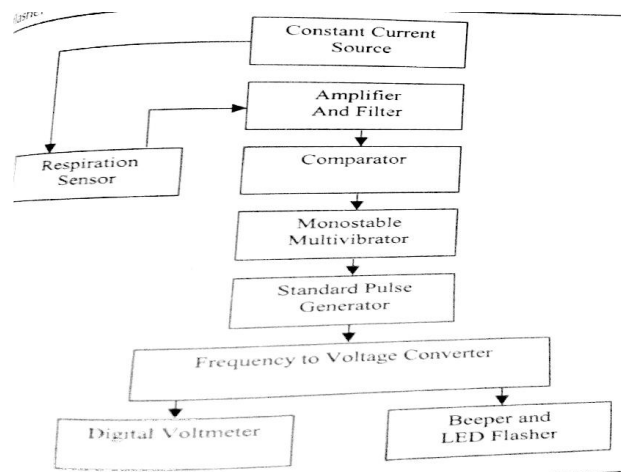 lasher
Constant Current
Source
Amplifier
And Filter
Respiration
Sensor
Comparator
Monostable
Multivibrator
Standard Pulse
Generator
Frequency to Voltage Converter
Digital Voltmeter
Beeper and
LED Flasher